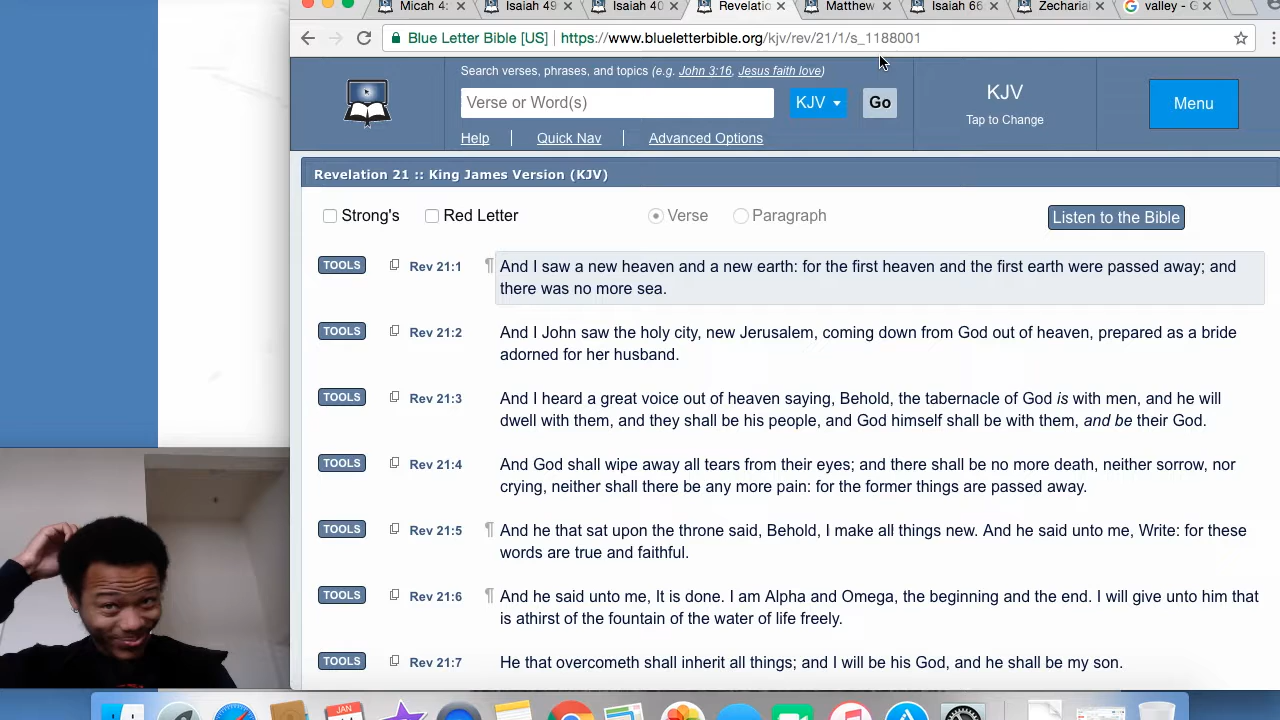 Micah 4:
Isaiah 49
Isaiah 40
Revelatio
Matthew
Isaiah 66
Zecharia
valley - G
Blue Letter Bible [US] https://www.blueletterbible.org/kjv/rev/21/1/s_1188001
Search verses, phrases, and topics (e.g. John 3:16, Jesus faith love)
Verse or Word(s) KJV Go
Help Quick Nav Advanced Options
KJV
Tap to Change
Menu
Revelation 21 :: King James Version (KJV)
Strong's Red Letter Verse Paragraph Listen to the Bible
TOOLS Rev 21:1 ¶ And I saw a new heaven and a new earth: for the first heaven and the first earth were passed away; and
there was no more sea.
TOOLS Rev 21:2 And I John saw the holy city, new Jerusalem, coming down from God out of heaven, prepared as a bride
adorned for her husband.
TOOLS Rev 21:3 And I heard a great voice out of heaven saying, Behold, the tabernacle of God is with men, and he will
dwell with them, and they shall be his people, and God himself shall be with them, and be their God.
TOOLS Rev 21:4 And God shall wipe away all tears from their eyes; and there shall be no more death, neither sorrow, nor
crying, neither shall there be any more pain: for the former things are passed away.
TOOLS Rev 21:5 ¶ And he that sat upon the throne said, Behold, I make all things new. And he said unto me, Write: for these
words are true and faithful.
TOOLS Rev 21:6 ¶ And he said unto me, It is done. I am Alpha and Omega, the beginning and the end. I will give unto him that
is athirst of the fountain of the water of life freely.
TOOLS Rev 21:7 He that overcometh shall inherit all things; and I will be his God, and he shall be my son.
JAN